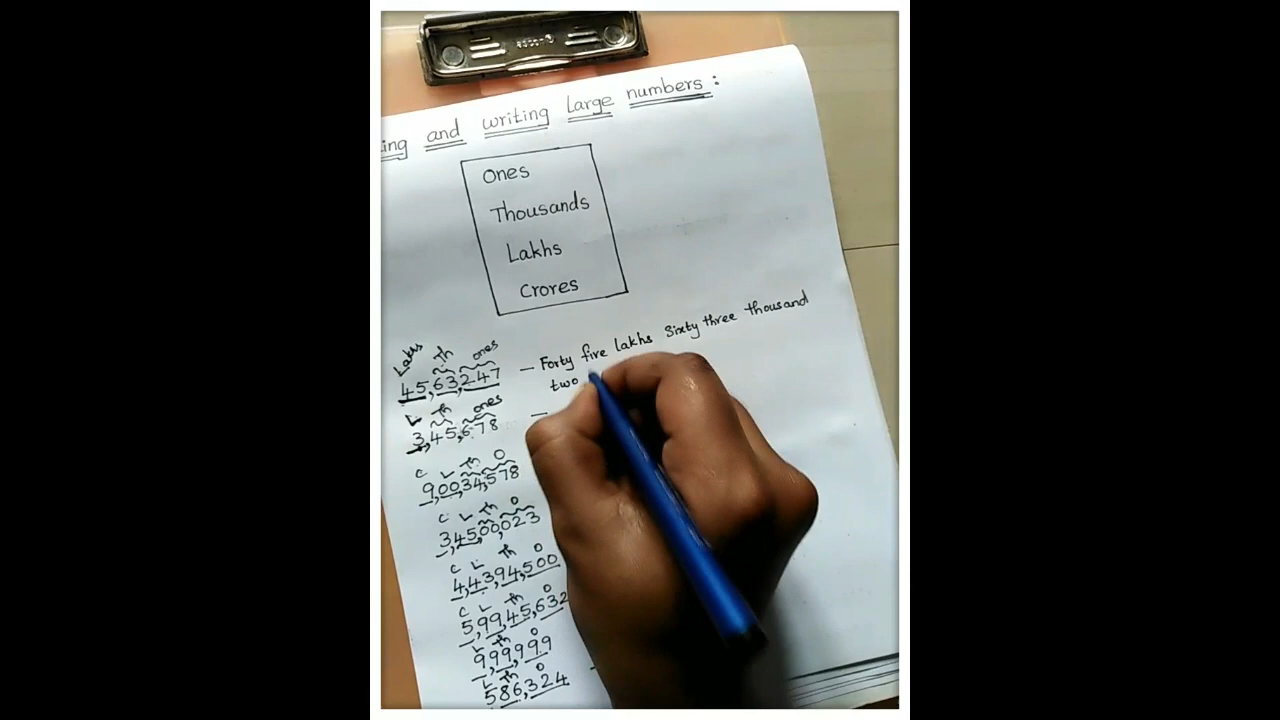 ing and writing large numbers:
Ones
Thousands
Lakhs
Crores
Lakhs Th ones
45,63,247 — Forty five lakhs Sixty three thousand
two
L Th ones
3,45,678 —
C L Th O
9,00,34,578
C L Th O
3,45,00,023
C L Th O
4,43,94,500
C L Th O
5,99,45,632
L Th O
9,99,999
L Th O
586,324